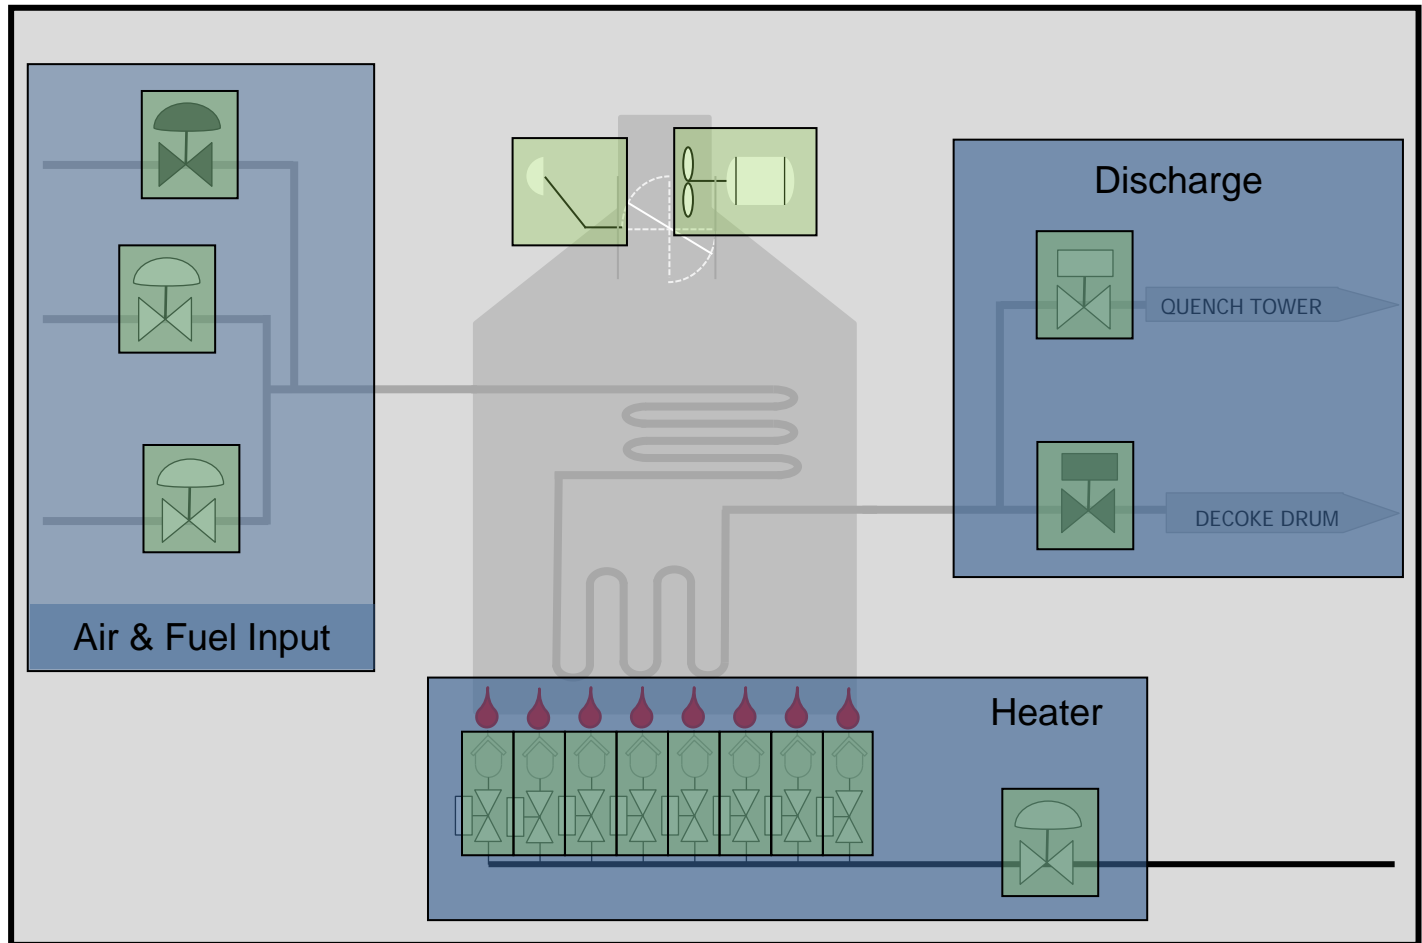 Discharge
QUENCH TOWER
DECOKE DRUM
Air & Fuel Input
Heater